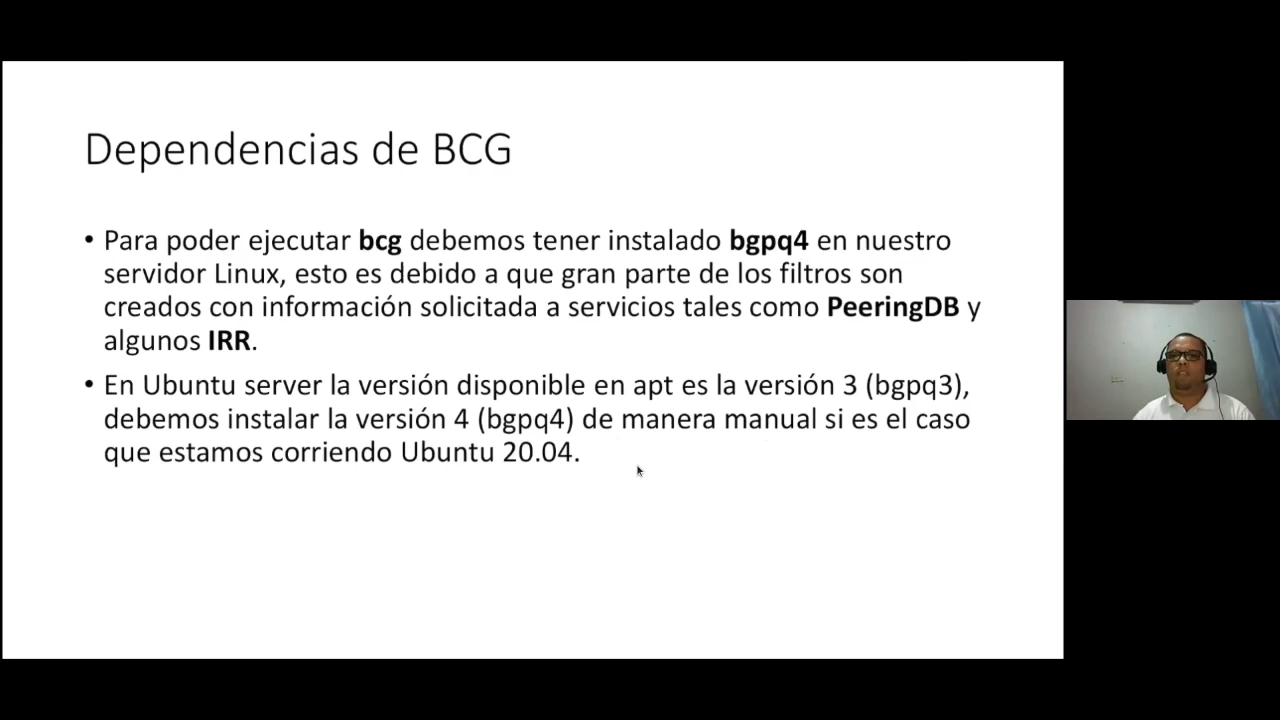 Dependencias de BCG
• Para poder ejecutar bcg debemos tener instalado bgpq4 en nuestro
servidor Linux, esto es debido a que gran parte de los filtros son
creados con información solicitada a servicios tales como PeeringDB y
algunos IRR.
• En Ubuntu server la versión disponible en apt es la versión 3 (bgpq3),
debemos instalar la versión 4 (bgpq4) de manera manual si es el caso
que estamos corriendo Ubuntu 20.04.